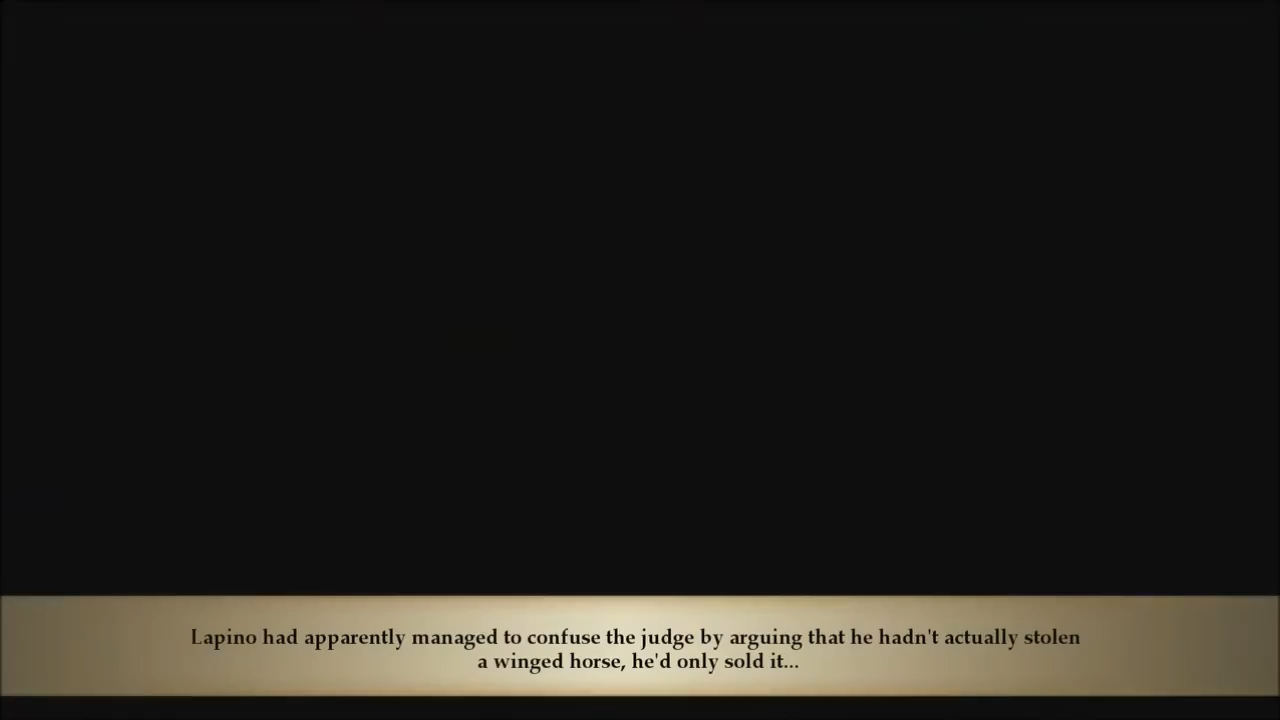 Lapino had apparently managed to confuse the judge by arguing that he hadn't actually stolen
a winged horse, he'd only sold it...